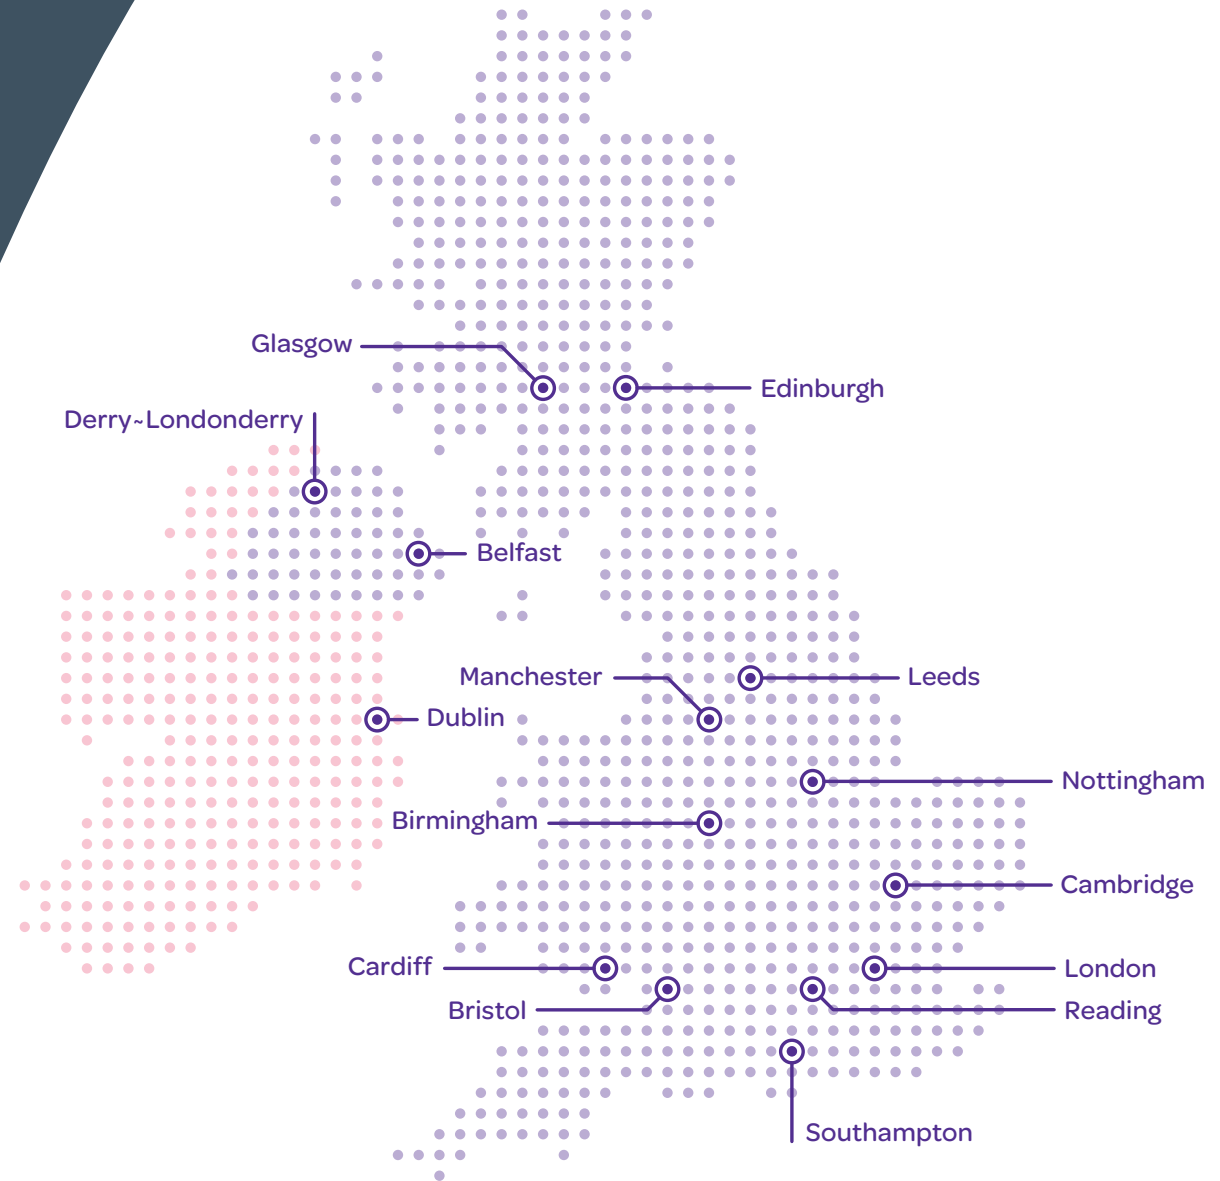 Glasgow
Edinburgh
Derry~Londonderry
Belfast
Manchester
Leeds
Dublin
Nottingham
Birmingham
Cambridge
Cardiff
London
Bristol
Reading
Southampton